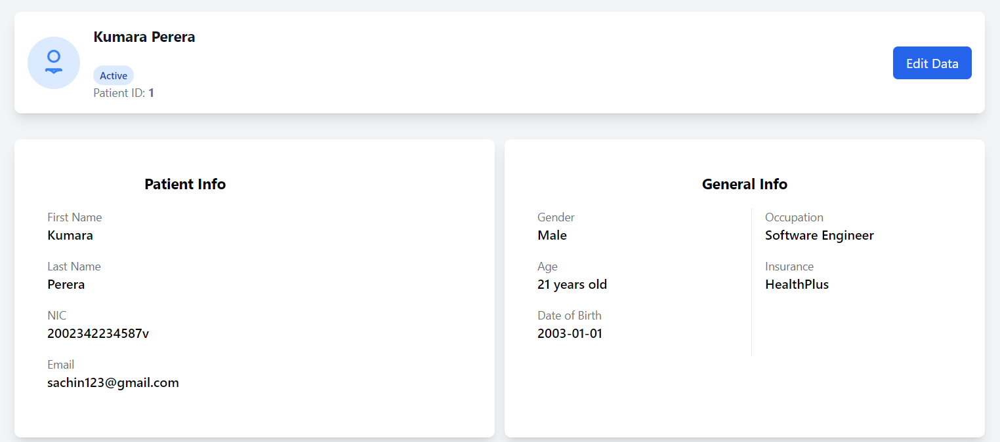 Kumara Perera
Active
Patient ID: 1
Edit Data
Patient Info
First Name
Kumara
Last Name
Perera
NIC
2002342234587v
Email
sachin123@gmail.com
General Info
Gender
Male
Age
21 years old
Date of Birth
2003-01-01
Occupation
Software Engineer
Insurance
HealthPlus